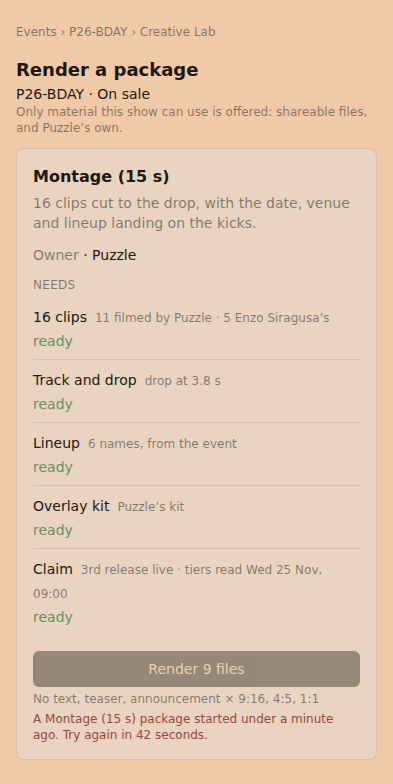 Events › P26-BDAY › Creative Lab
Render a package
P26-BDAY · On sale
Only material this show can use is offered: shareable files,
and Puzzle’s own.
Montage (15 s)
16 clips cut to the drop, with the date, venue
and lineup landing on the kicks.
Owner · Puzzle
NEEDS
16 clips 11 filmed by Puzzle · 5 Enzo Siragusa’s
ready
Track and drop drop at 3.8 s
ready
Lineup 6 names, from the event
ready
Overlay kit Puzzle’s kit
ready
Claim 3rd release live · tiers read Wed 25 Nov,
09:00
ready
Render 9 files
No text, teaser, announcement × 9:16, 4:5, 1:1
A Montage (15 s) package started under a minute
ago. Try again in 42 seconds.